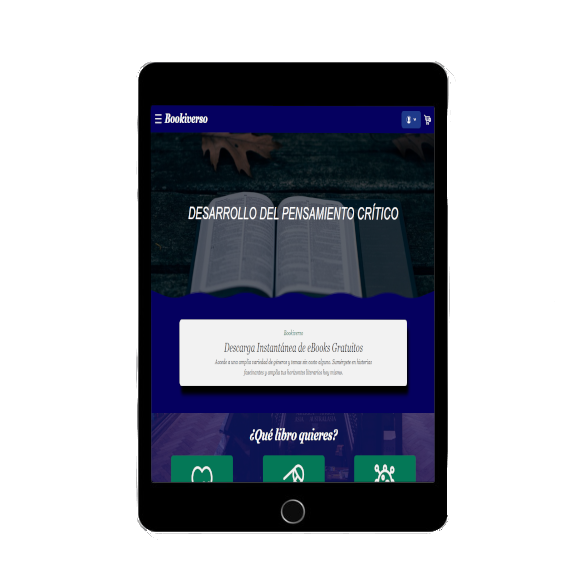 Bookiverso
DESARROLLO DEL PENSAMIENTO CRÍTICO
Bookiverso
Descarga Instantánea de eBooks Gratuitos
Accede a una amplia variedad de géneros y temas sin costo alguno. Sumérgete en historias
fascinantes y amplía tus horizontes literarios hoy mismo.
¿Qué libro quieres?